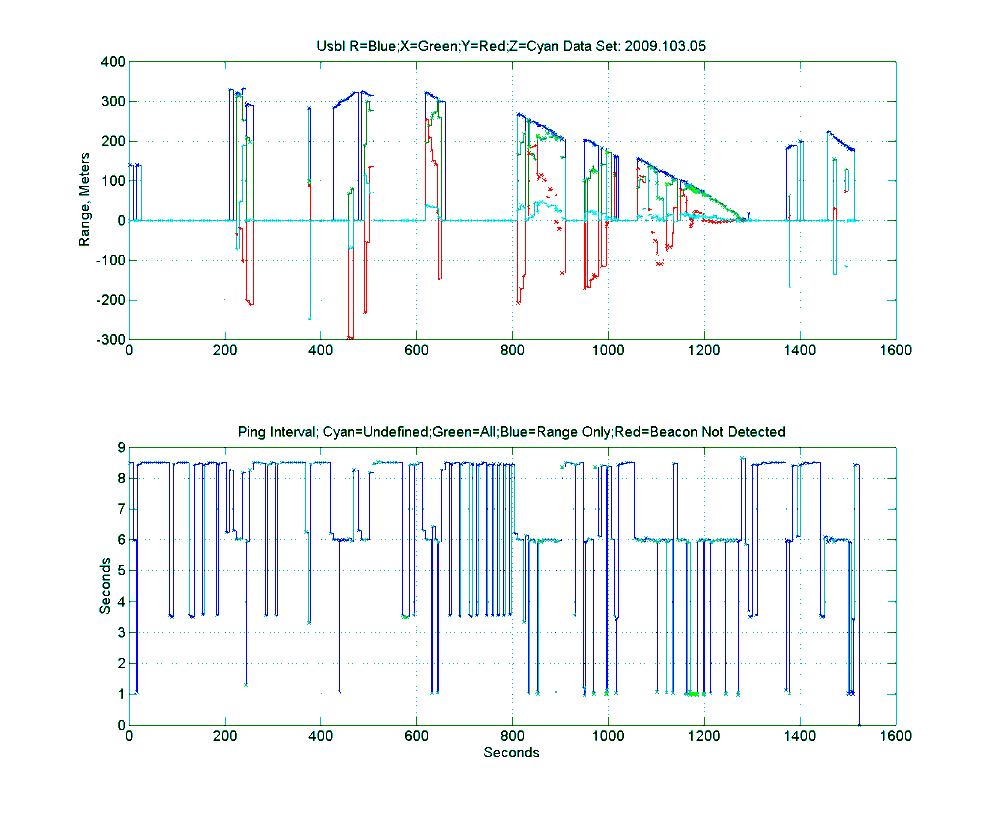 Usbl R=Blue;X=Green;Y=Red;Z=Cyan Data Set: 2009.103.05
400
300
200
100
0
-100
-200
-300
Range, Meters
0 200 400 600 800 1000 1200 1400 1600
Ping Interval; Cyan=Undefined;Green=All;Blue=Range Only;Red=Beacon Not Detected
9
8
7
6
5
4
3
2
1
0
Seconds
0 200 400 600 800 1000 1200 1400 1600
Seconds